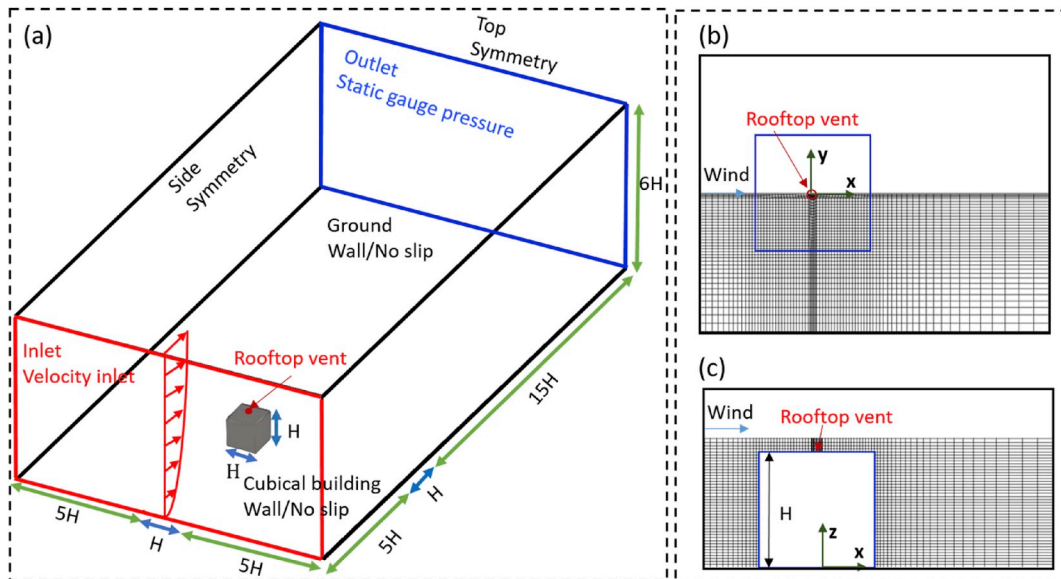 (a)
Top
Symmetry
Outlet
Static gauge pressure
Side
Symmetry
6H
Ground
Wall/No slip
Inlet
Velocity inlet
Rooftop vent
15H
H
H
Cubical building
Wall/No slip
H
5H
H
5H
5H
(b)
Rooftop vent
y
Wind
x
(c)
Wind
Rooftop vent
H
z
x